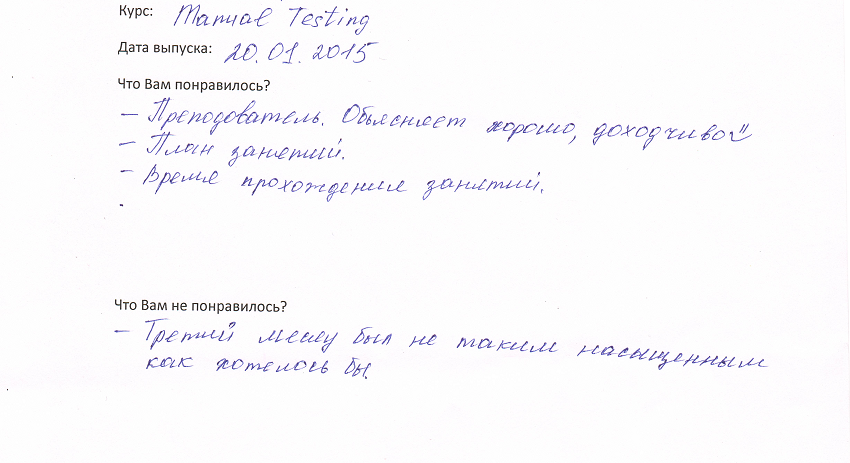 Курс: Manual Testing
Дата выпуска: 20.01.2015
Что Вам понравилось?
– Преподователь. Объясняет хорошо, доходчиво"
– План занятий.
– Время прохождения занятий.
Что Вам не понравилось?
– Третий месяц был не таким насыщенным
как хотелось бы.